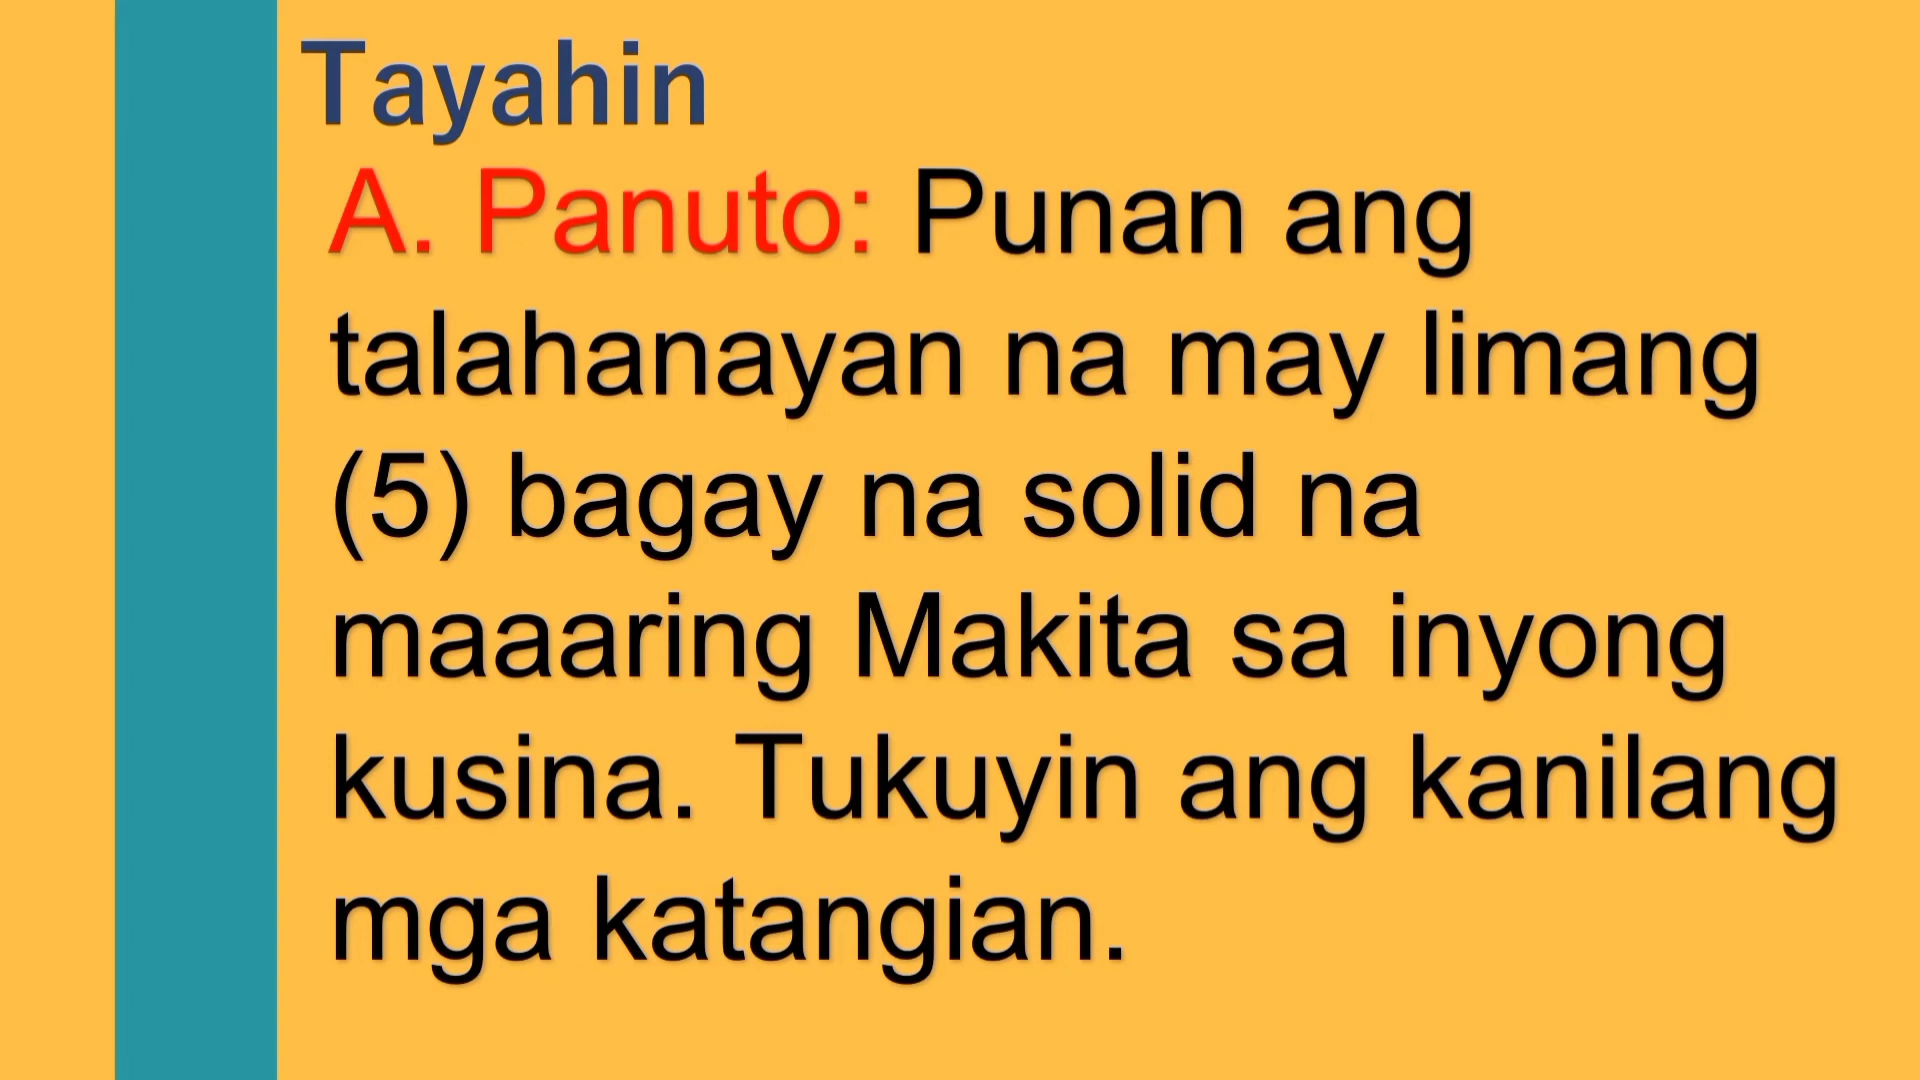 Tayahin
A. Panuto: Punan ang
talahanayan na may limang
(5) bagay na solid na
maaaring Makita sa inyong
kusina. Tukuyin ang kanilang
mga katangian.